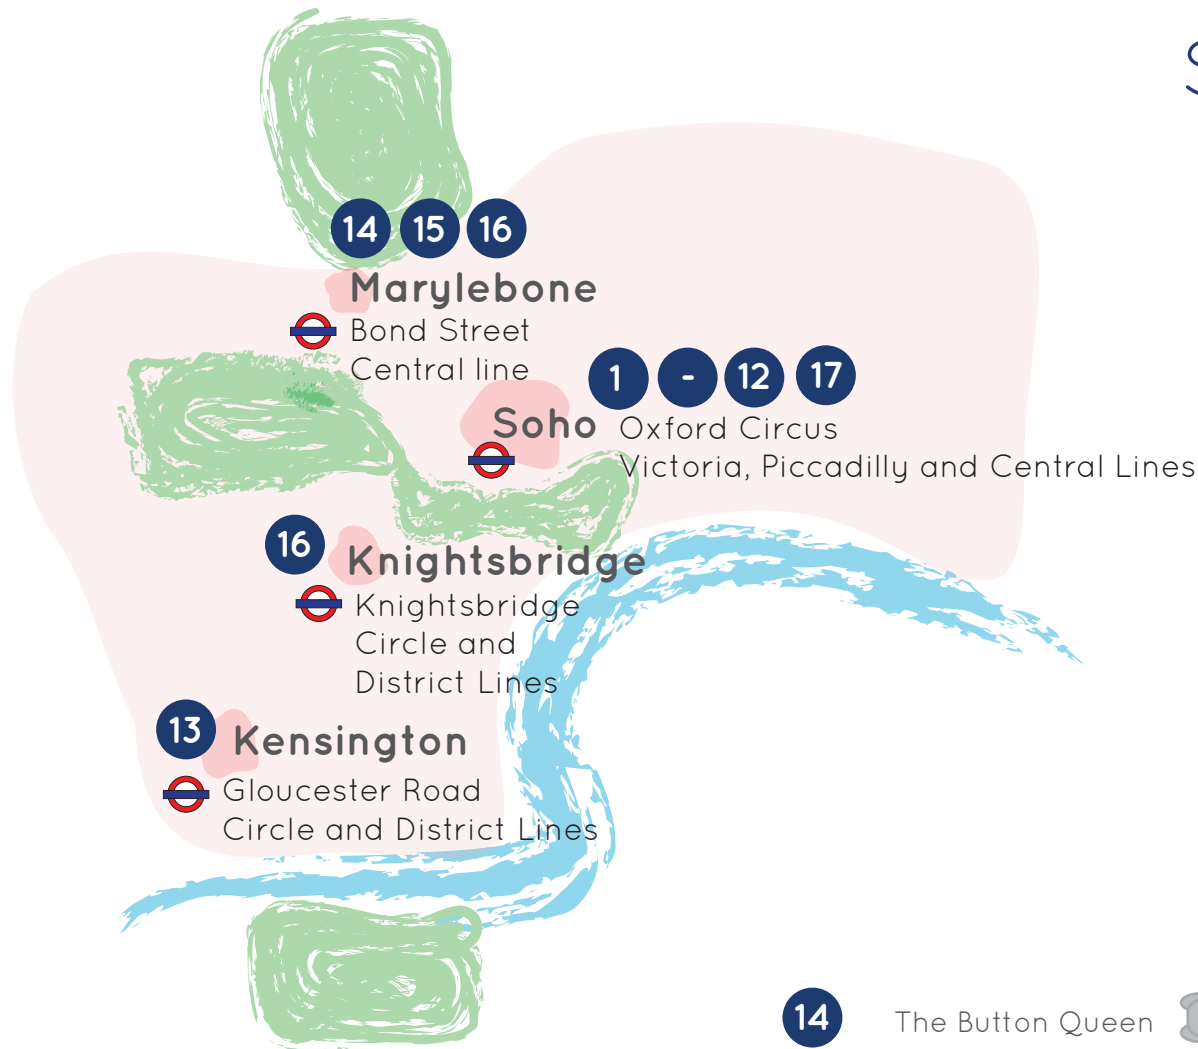 14 15 16
Marylebone
Bond Street
Central line
1 - 12 17
Soho
Oxford Circus
Victoria, Piccadilly and Central Lines
16
Knightsbridge
Knightsbridge
Circle and
District Lines
13
Kensington
Gloucester Road
Circle and District Lines
14 The Button Queen